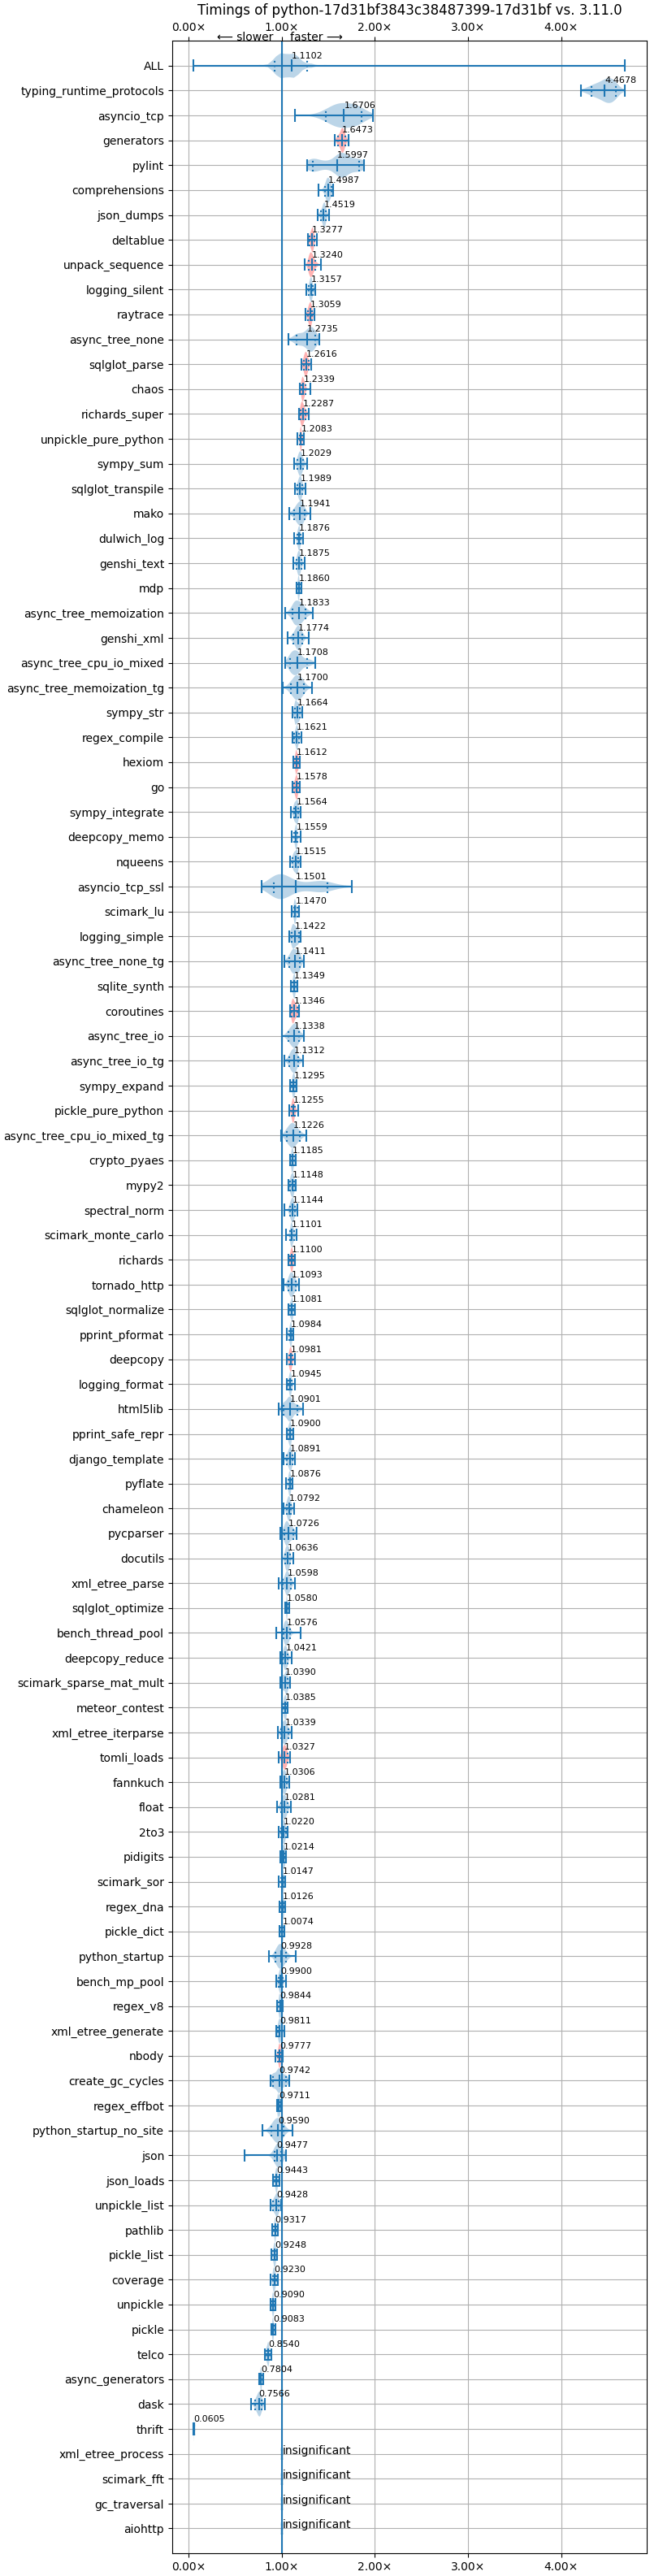 Timings of python-17d31bf3843c38487399-17d31bf vs. 3.11.0
0.00× 1.00× 2.00× 3.00× 4.00×
⟵ slower faster ⟶
ALL 1.1102
typing_runtime_protocols 4.4678
asyncio_tcp 1.6706
generators 1.6473
pylint 1.5997
comprehensions 1.4987
json_dumps 1.4519
deltablue 1.3277
unpack_sequence 1.3240
logging_silent 1.3157
raytrace 1.3059
async_tree_none 1.2735
sqlglot_parse 1.2616
chaos 1.2339
richards_super 1.2287
unpickle_pure_python 1.2083
sympy_sum 1.2029
sqlglot_transpile 1.1989
mako 1.1941
dulwich_log 1.1876
genshi_text 1.1875
mdp 1.1860
async_tree_memoization 1.1833
genshi_xml 1.1774
async_tree_cpu_io_mixed 1.1708
async_tree_memoization_tg 1.1700
sympy_str 1.1664
regex_compile 1.1621
hexiom 1.1612
go 1.1578
sympy_integrate 1.1564
deepcopy_memo 1.1559
nqueens 1.1515
asyncio_tcp_ssl 1.1501
scimark_lu 1.1470
logging_simple 1.1422
async_tree_none_tg 1.1411
sqlite_synth 1.1349
coroutines 1.1346
async_tree_io 1.1338
async_tree_io_tg 1.1312
sympy_expand 1.1295
pickle_pure_python 1.1255
async_tree_cpu_io_mixed_tg 1.1226
crypto_pyaes 1.1185
mypy2 1.1148
spectral_norm 1.1144
scimark_monte_carlo 1.1101
richards 1.1100
tornado_http 1.1093
sqlglot_normalize 1.1081
pprint_pformat 1.0984
deepcopy 1.0981
logging_format 1.0945
html5lib 1.0901
pprint_safe_repr 1.0900
django_template 1.0891
pyflate 1.0876
chameleon 1.0792
pycparser 1.0726
docutils 1.0636
xml_etree_parse 1.0598
sqlglot_optimize 1.0580
bench_thread_pool 1.0576
deepcopy_reduce 1.0421
scimark_sparse_mat_mult 1.0390
meteor_contest 1.0385
xml_etree_iterparse 1.0339
tomli_loads 1.0327
fannkuch 1.0306
float 1.0281
2to3 1.0220
pidigits 1.0214
scimark_sor 1.0147
regex_dna 1.0126
pickle_dict 1.0074
python_startup 0.9928
bench_mp_pool 0.9900
regex_v8 0.9844
xml_etree_generate 0.9811
nbody 0.9777
create_gc_cycles 0.9742
regex_effbot 0.9711
python_startup_no_site 0.9590
json 0.9477
json_loads 0.9443
unpickle_list 0.9428
pathlib 0.9317
pickle_list 0.9248
coverage 0.9230
unpickle 0.9090
pickle 0.9083
telco 0.8540
async_generators 0.7804
dask 0.7566
thrift 0.0605
xml_etree_process insignificant
scimark_fft insignificant
gc_traversal insignificant
aiohttp insignificant
0.00× 1.00× 2.00× 3.00× 4.00×